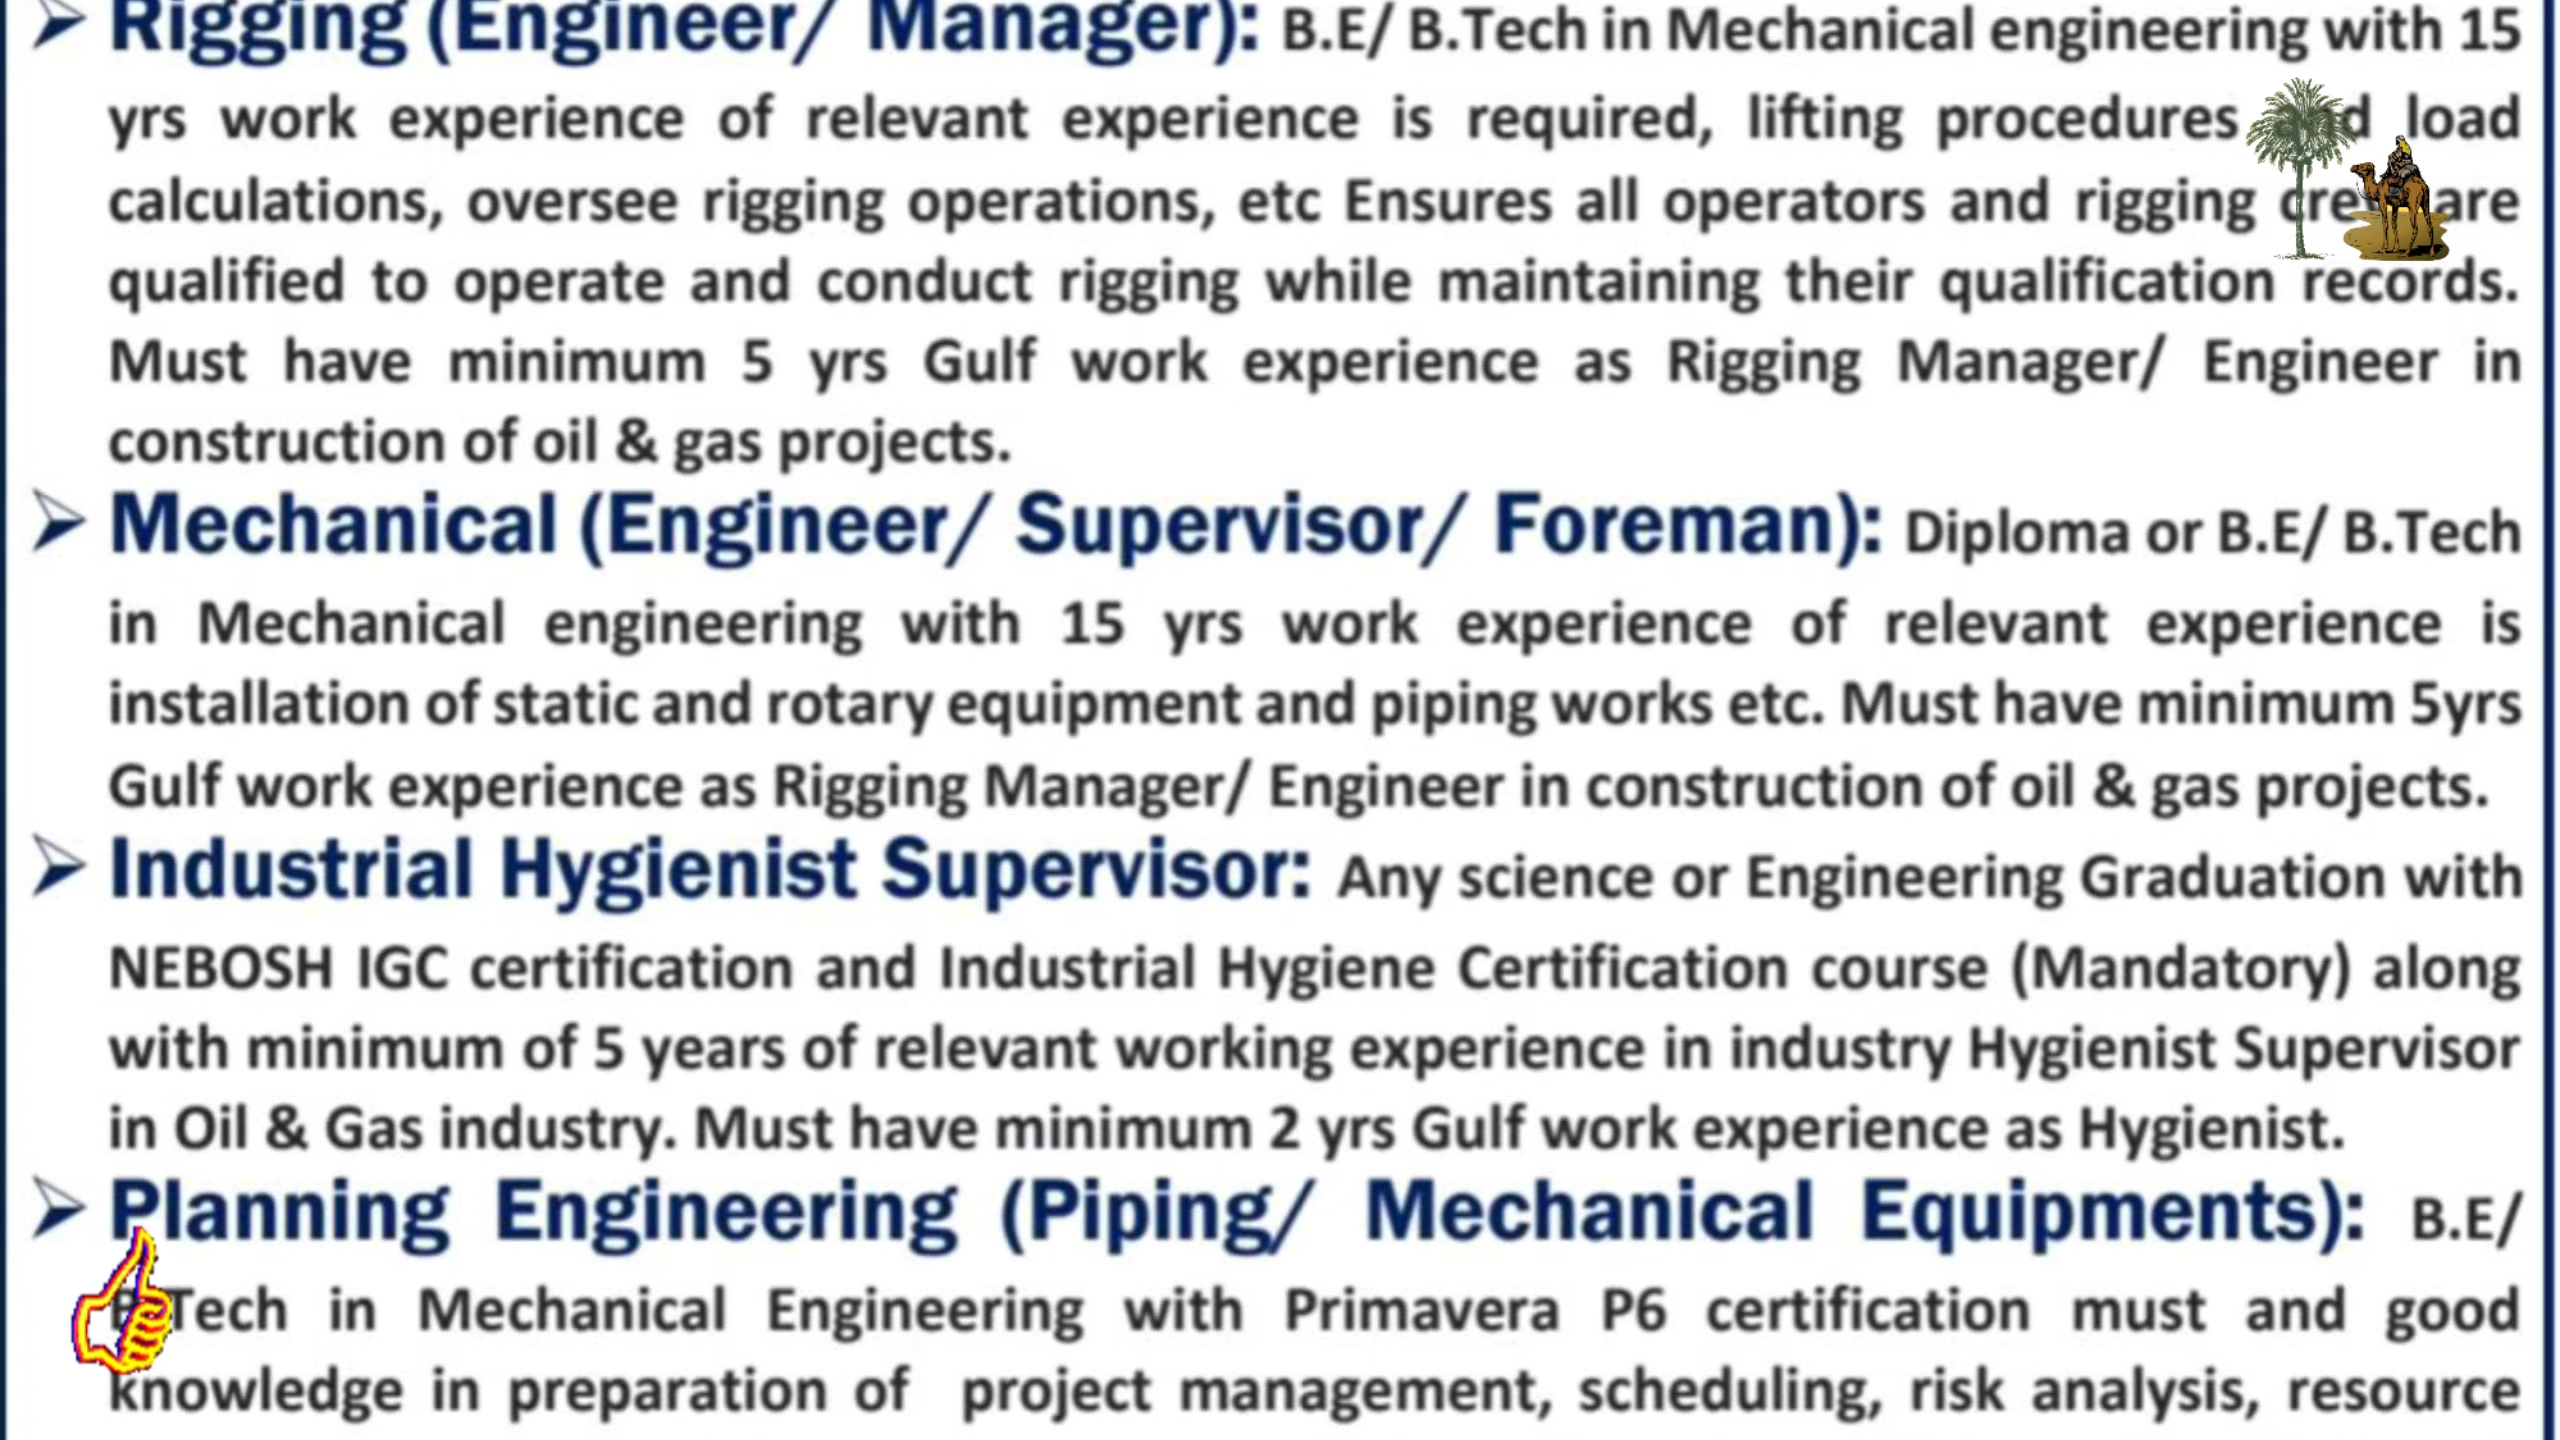 Rigging (Engineer/ Manager): B.E/ B.Tech in Mechanical engineering with 15
yrs work experience of relevant experience is required, lifting procedures load
calculations, oversee rigging operations, etc Ensures all operators and rigging are
qualified to operate and conduct rigging while maintaining their qualification records.
Must have minimum 5 yrs Gulf work experience as Rigging Manager/ Engineer in
construction of oil & gas projects.
Mechanical (Engineer/ Supervisor/ Foreman): Diploma or B.E/ B.Tech
in Mechanical engineering with 15 yrs work experience of relevant experience is
installation of static and rotary equipment and piping works etc. Must have minimum 5yrs
Gulf work experience as Rigging Manager/ Engineer in construction of oil & gas projects.
Industrial Hygienist Supervisor: Any science or Engineering Graduation with
NEBOSH IGC certification and Industrial Hygiene Certification course (Mandatory) along
with minimum of 5 years of relevant working experience in industry Hygienist Supervisor
in Oil & Gas industry. Must have minimum 2 yrs Gulf work experience as Hygienist.
Planning Engineering (Piping/ Mechanical Equipments): B.E/
Tech in Mechanical Engineering with Primavera P6 certification must and good
knowledge in preparation of project management, scheduling, risk analysis, resource